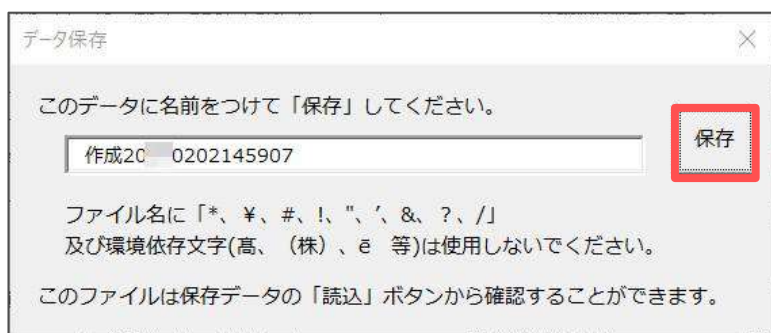 データ保存
このデータに名前をつけて「保存」してください。
保存
作成20 0202145907
ファイル名に「*、¥、#、!、"、′、&、?、/」
及び環境依存文字(髙、(株)、ē 等)は使用しないでください。
このファイルは保存データの「読込」ボタンから確認することができます。